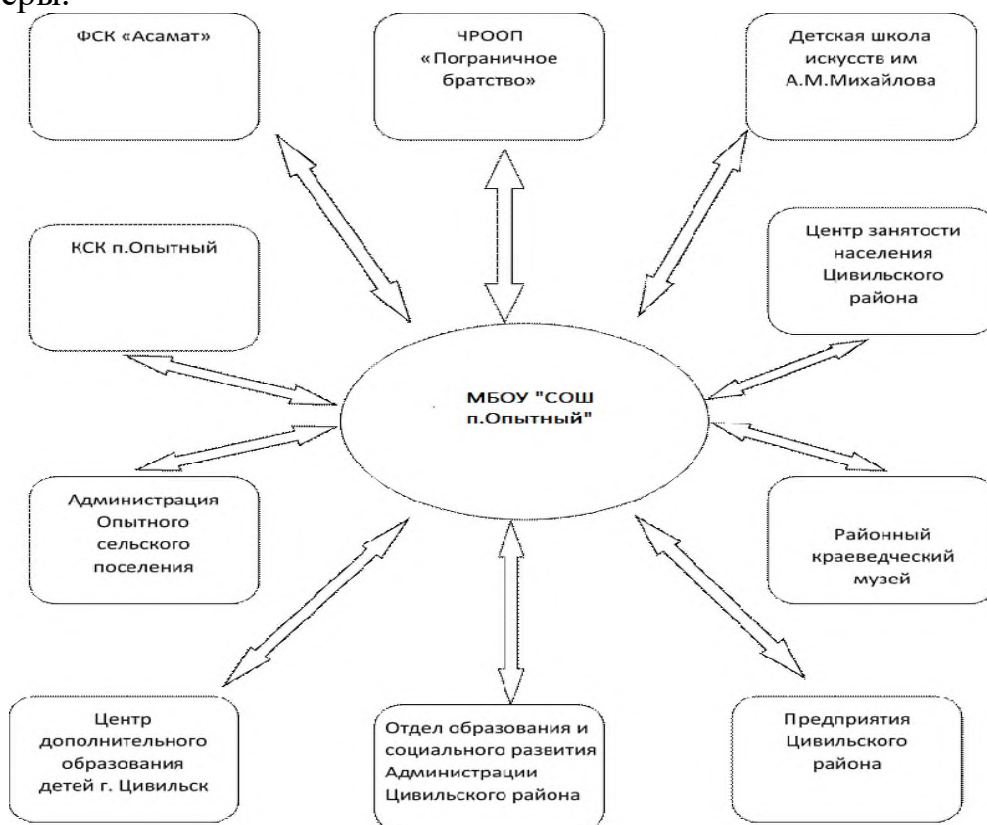 ФСК «Асамат»
ЧРООП
«Пограничное
братство»
Детская школа
искусств им
А.М.Михайлова
КСК п.Опытный
Центр занятости
населения
Цивильского
района
МБОУ "СОШ
п.Опытный"
Администрация
Опытного
сельского
поселения
Районный
краеведческий
музей
Центр
дополнительного
образования
детей г. Цивильск
Отдел образования и
социального развития
Администрации
Цивильского района
Предприятия
Цивильского
района